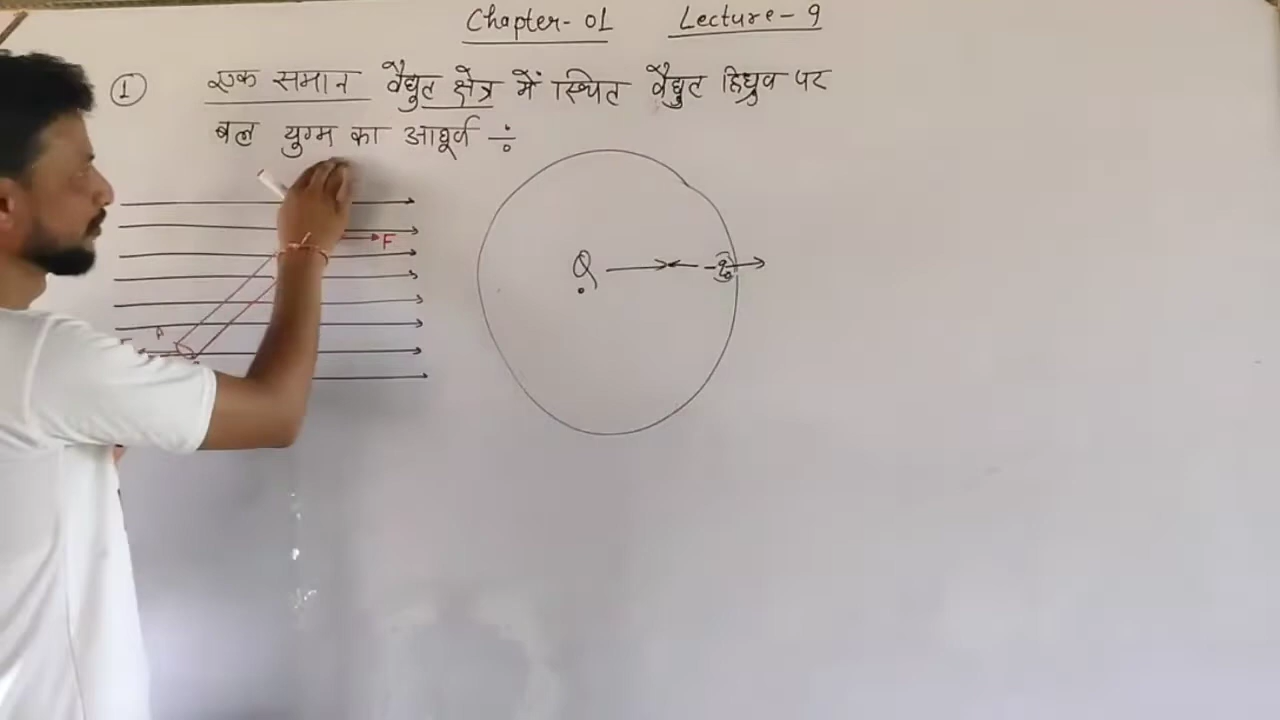 Chapter-01 Lecture-9
① एक समान वैद्युत क्षेत्र में स्थित वैद्युत द्विध्रुव पर
बल युग्म का आघूर्ण ÷
F
Q